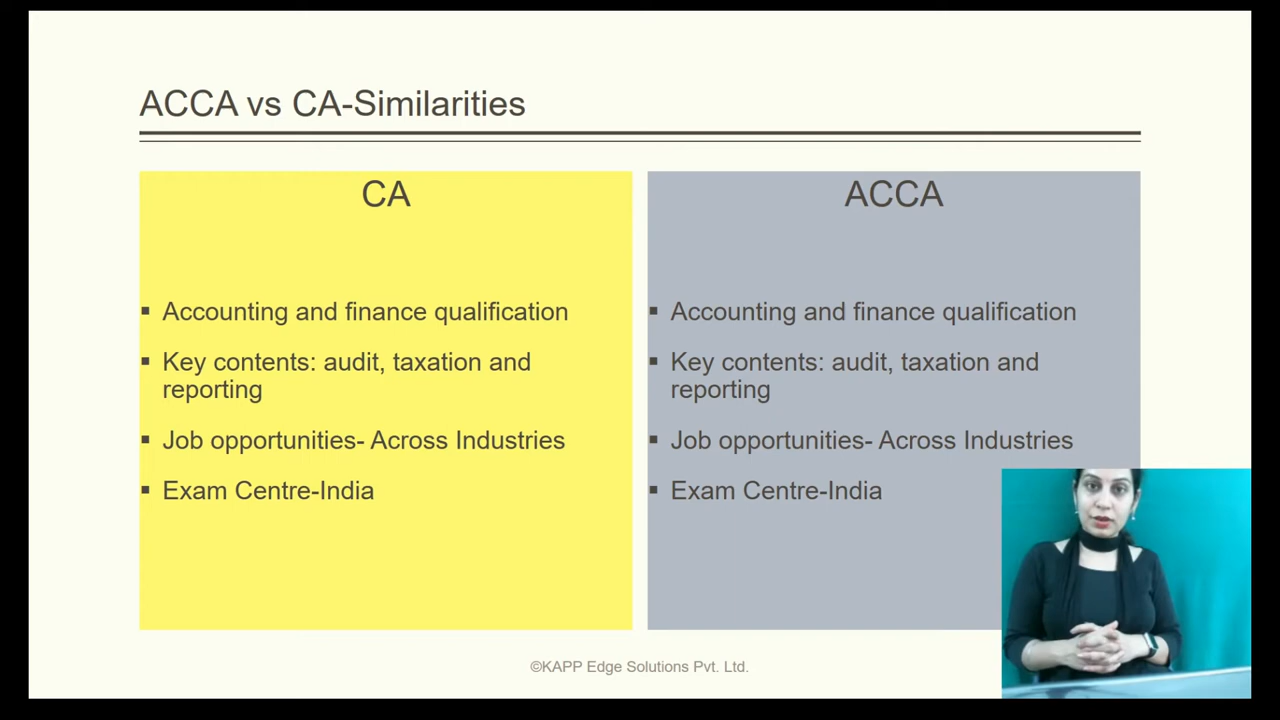 ACCA vs CA-Similarities
CA
▪ Accounting and finance qualification
▪ Key contents: audit, taxation and
reporting
▪ Job opportunities- Across Industries
▪ Exam Centre-India
ACCA
▪ Accounting and finance qualification
▪ Key contents: audit, taxation and
reporting
▪ Job opportunities- Across Industries
▪ Exam Centre-India
©KAPP Edge Solutions Pvt. Ltd.